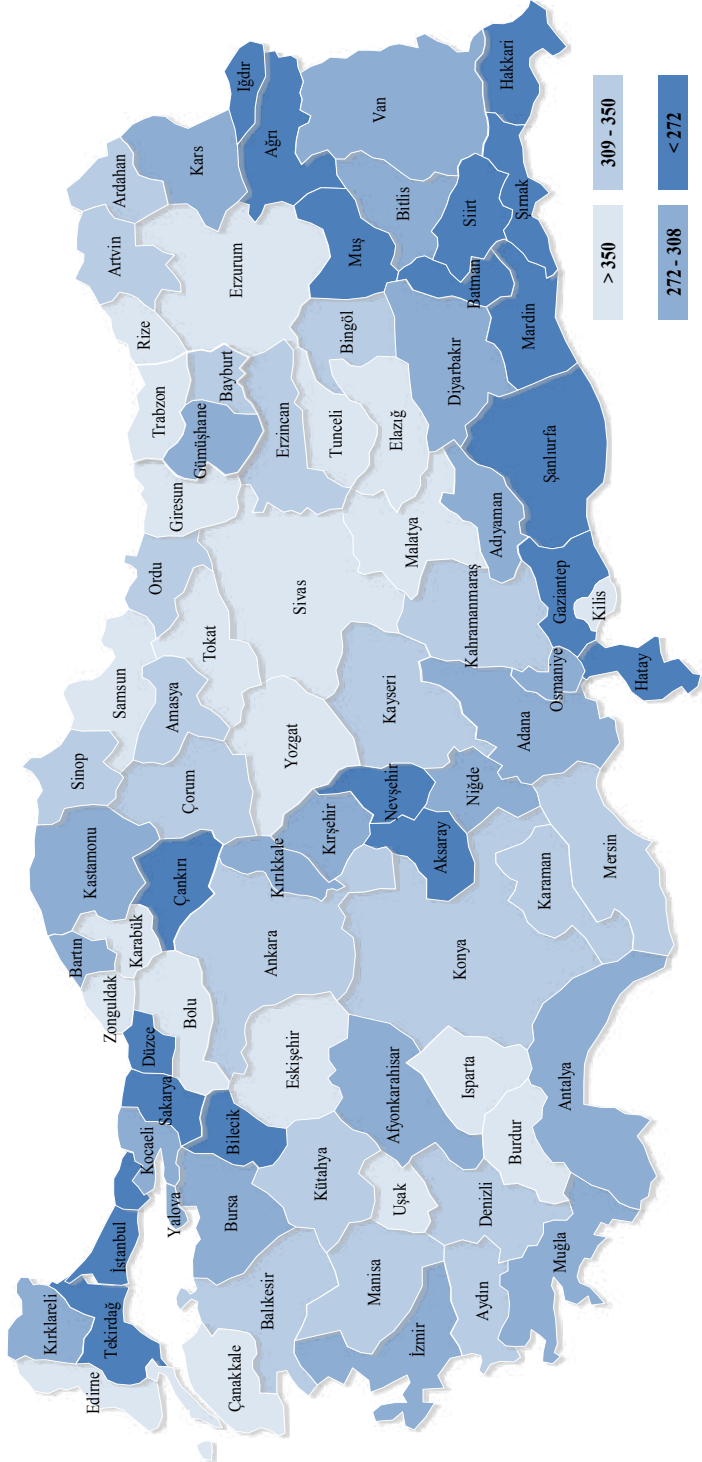 Kırklareli
Edirne
Tekirdağ
İstanbul
Çanakkale
Yalova
Kocaeli
Sakarya
Düzce
Zonguldak
Bartın
Karabük
Kastamonu
Sinop
Samsun
Ordu
Giresun
Trabzon
Rize
Artvin
Ardahan
Balıkesir
Bursa
Bilecik
Bolu
Çankırı
Çorum
Amasya
Tokat
Gümüşhane
Bayburt
Kars
Iğdır
Ağrı
Erzurum
Erzincan
Sivas
Yozgat
Kırıkkale
Ankara
Eskişehir
Kütahya
Manisa
İzmir
Uşak
Afyonkarahisar
Kırşehir
Nevşehir
Kayseri
Malatya
Tunceli
Elazığ
Bingöl
Muş
Bitlis
Van
Aydın
Denizli
Isparta
Burdur
Konya
Aksaray
Niğde
Kahramanmaraş
Adıyaman
Diyarbakır
Batman
Siirt
Şırnak
Hakkari
Muğla
Antalya
Karaman
Mersin
Adana
Osmaniye
Gaziantep
Kilis
Hatay
Şanlıurfa
Mardin
> 350
309 - 350
272 - 308
< 272